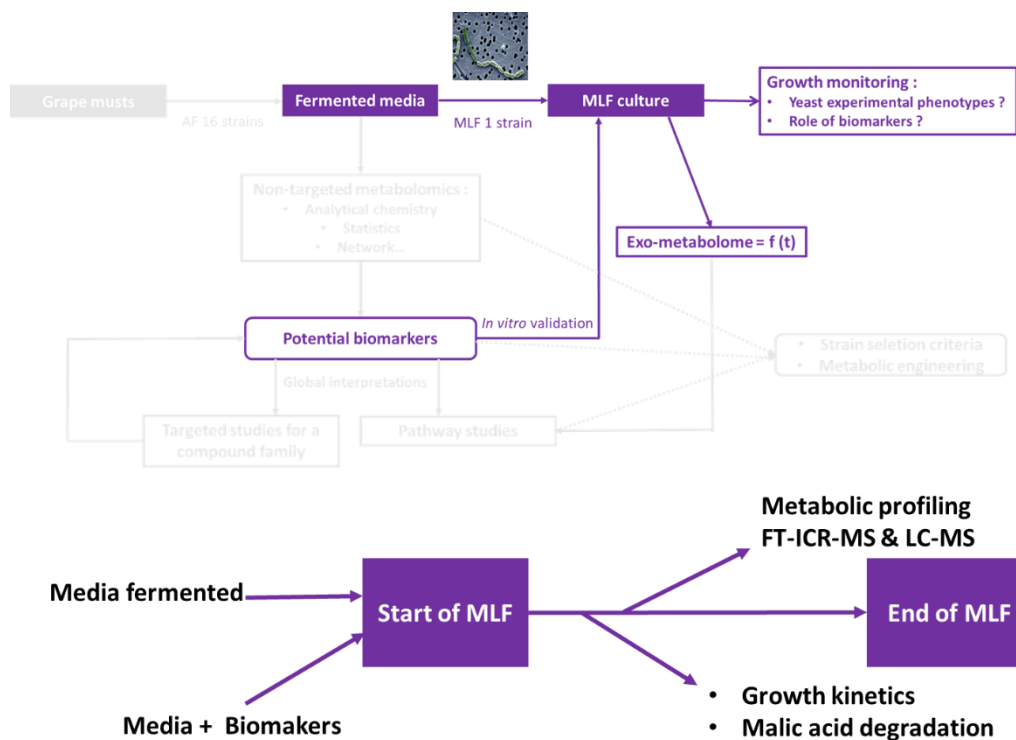 Grape musts
AF 16 strains
Fermented media
MLF 1 strain
MLF culture
Growth monitoring :
• Yeast experimental phenotypes ?
• Role of biomarkers ?
Non-targeted metabolomics :
• Analytical chemistry
• Statistics
• Network...
Exo-metabolome = f (t)
Potential biomarkers
In vitro validation
• Strain seletion criteria
• Metabolic engineering
Global interpretations
Targeted studies for a
compound family
Pathway studies
Metabolic profiling
FT-ICR-MS & LC-MS
Media fermented
Start of MLF
End of MLF
Media + Biomakers
• Growth kinetics
• Malic acid degradation